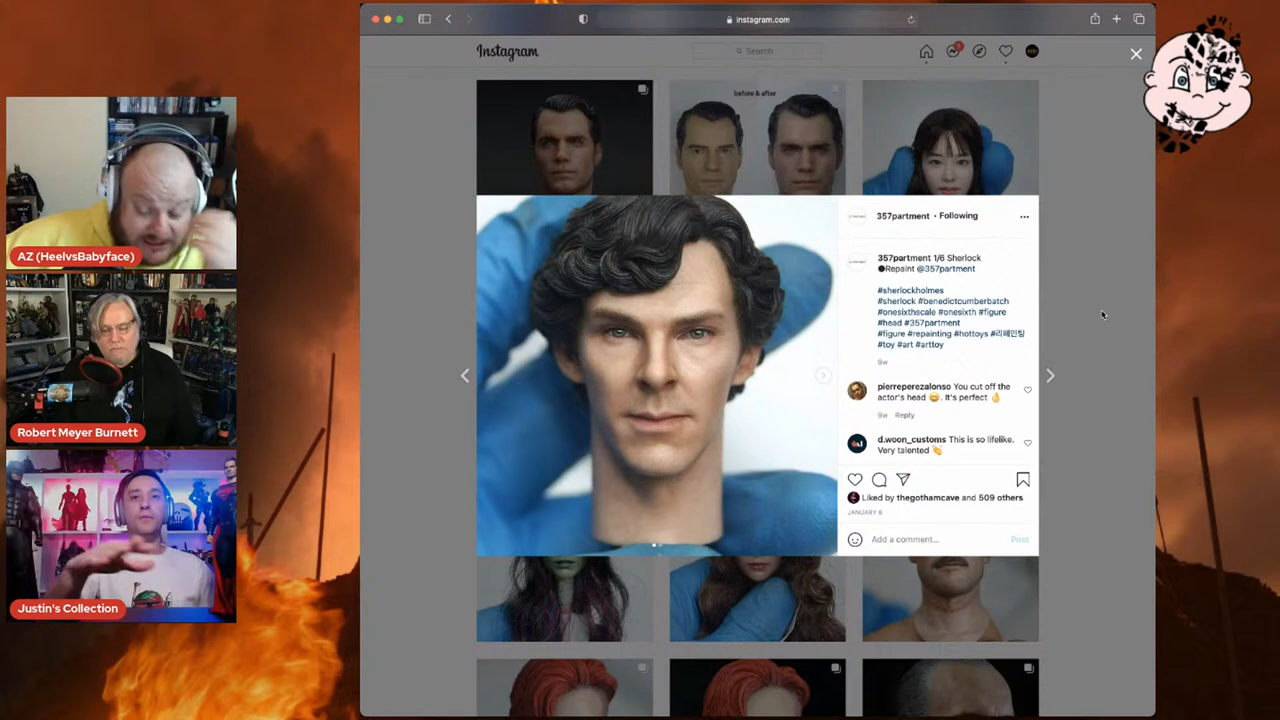 instagram.com
Instagram
Search
before & after
AZ (HeelvsBabyface)
Robert Meyer Burnett
Justin's Collection
357partment • Following
357partment 1/6 Sherlock
●Repaint @357partment
#sherlockholmes
#sherlock #benedictcumberbatch
#onesixthscale #onesixth #figure
#head #357partment
#figure #repainting #hottoys #리페인팅
#toy #art #arttoy
9w
pierreperezalonso You cut off the
actor's head 😄. It's perfect 👌
9w Reply
d.woon_customs This is so lifelike.
Very talented 👏
Liked by thegothamcave and 509 others
JANUARY 6
Add a comment...
Post